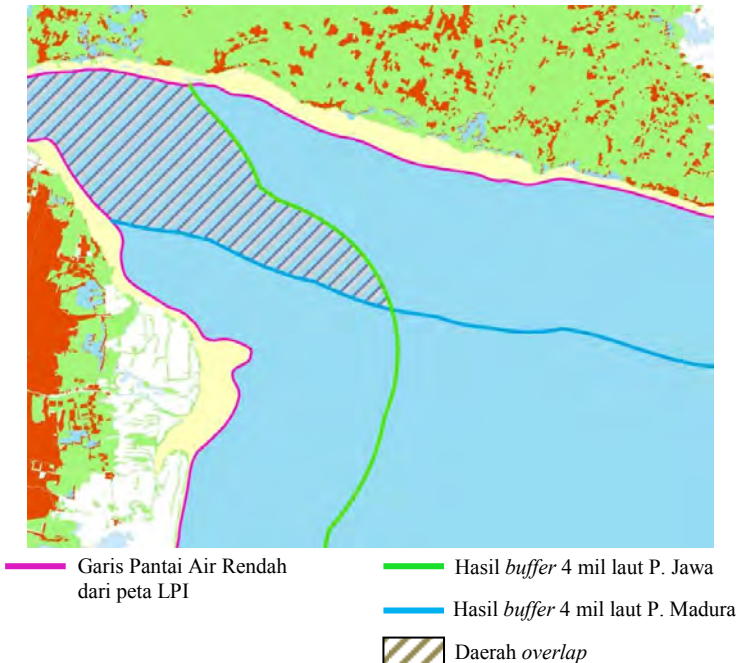 Garis Pantai Air Rendah
dari peta LPI
Hasil buffer 4 mil laut P. Jawa
Hasil buffer 4 mil laut P. Madura
Daerah overlap